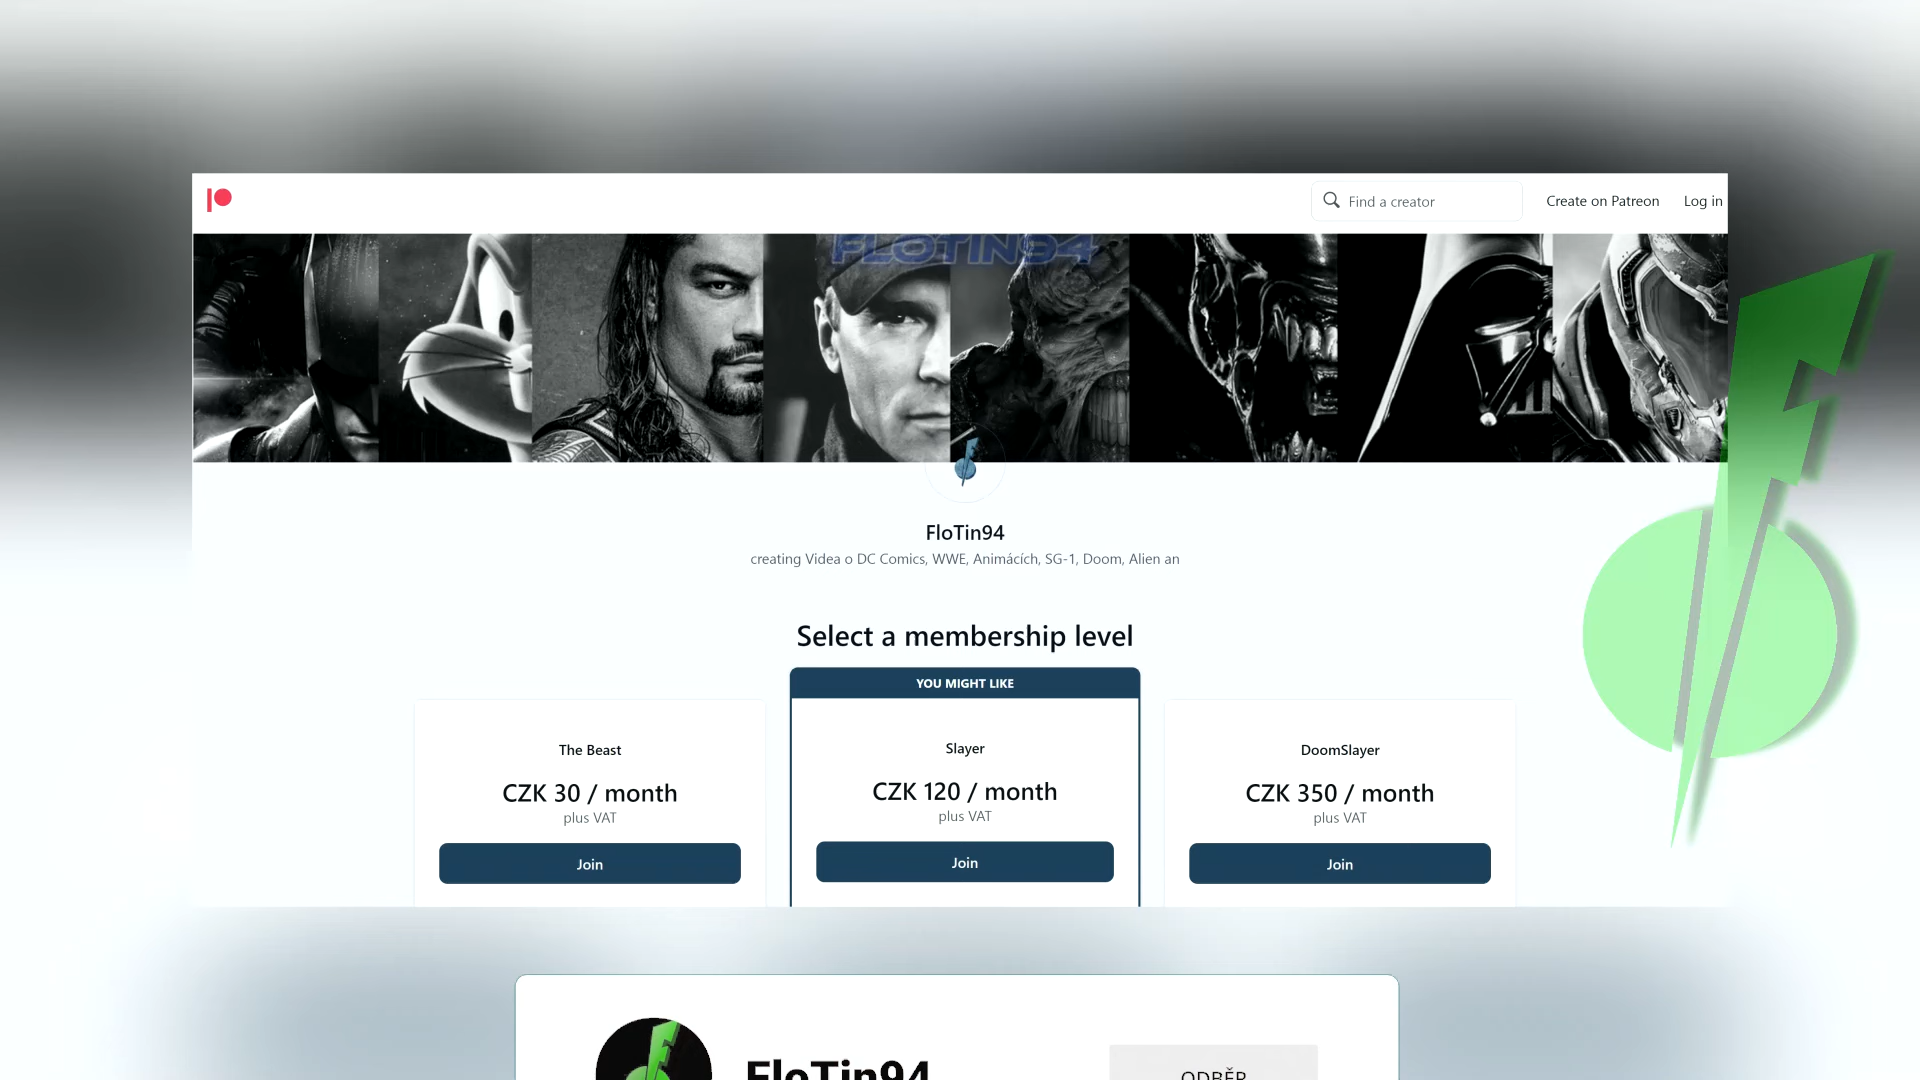 Find a creator
Create on Patreon
Log in
FLOTIN94
FloTin94
creating Videa o DC Comics, WWE, Animácích, SG-1, Doom, Alien an
Select a membership level
YOU MIGHT LIKE
The Beast
CZK 30 / month
plus VAT
Join
Slayer
CZK 120 / month
plus VAT
Join
DoomSlayer
CZK 350 / month
plus VAT
Join
FloTin94
ODBĚR